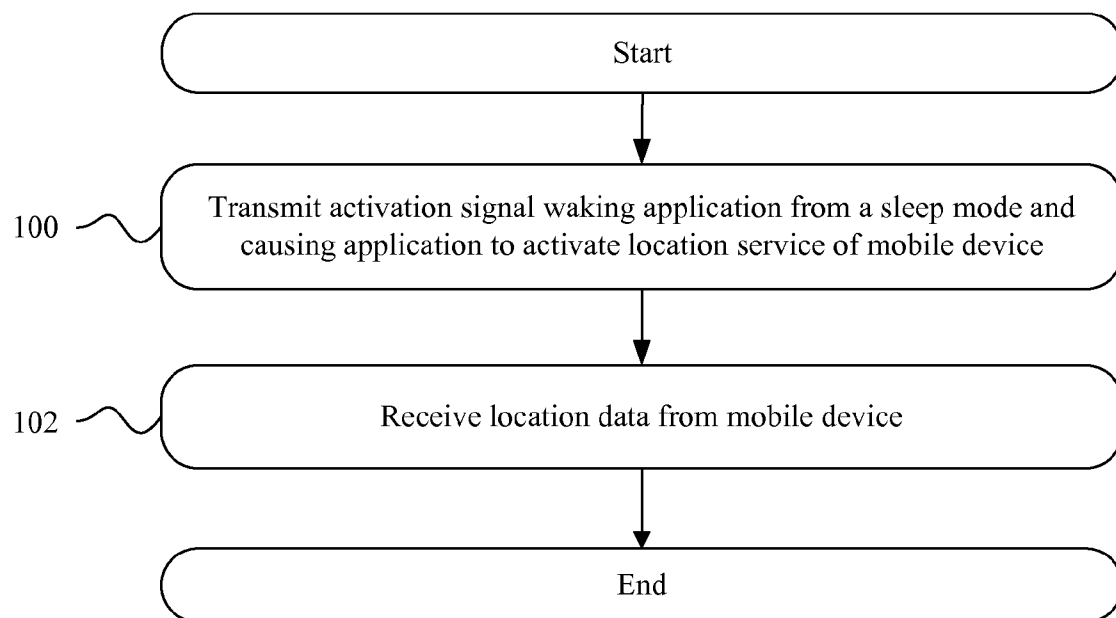 Start
100
Transmit activation signal waking application from a sleep mode and
causing application to activate location service of mobile device
102
Receive location data from mobile device
End